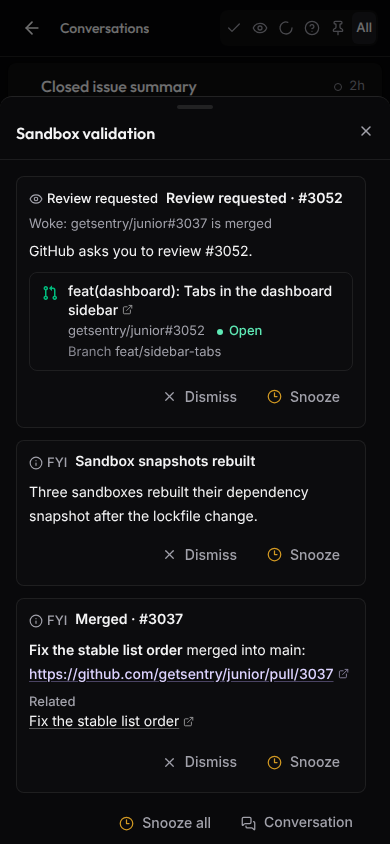 Conversations
All
Closed issue summary
2h
Sandbox validation
Review requested Review requested · #3052
Woke: getsentry/junior#3037 is merged
GitHub asks you to review #3052.
feat(dashboard): Tabs in the dashboard
sidebar
getsentry/junior#3052 Open
Branch feat/sidebar-tabs
Dismiss Snooze
FYI Sandbox snapshots rebuilt
Three sandboxes rebuilt their dependency
snapshot after the lockfile change.
Dismiss Snooze
FYI Merged · #3037
Fix the stable list order merged into main:
https://github.com/getsentry/junior/pull/3037
Related
Fix the stable list order
Dismiss Snooze
Snooze all Conversation